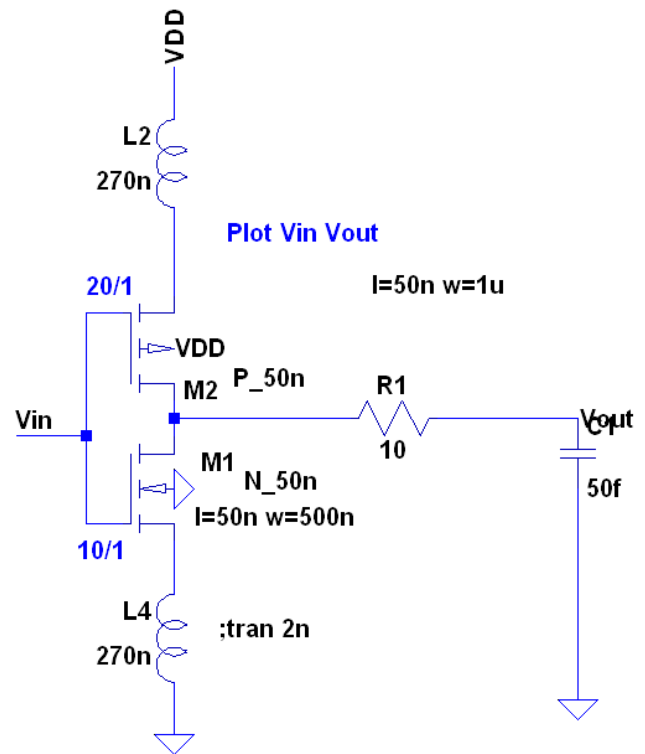 VDD
L2
270n
Plot Vin Vout
l=50n w=1u
20/1
VDD
P_50n
M2
R1
10
Vin
Vout
C1
50f
M1
N_50n
l=50n w=500n
10/1
L4
270n
;tran 2n